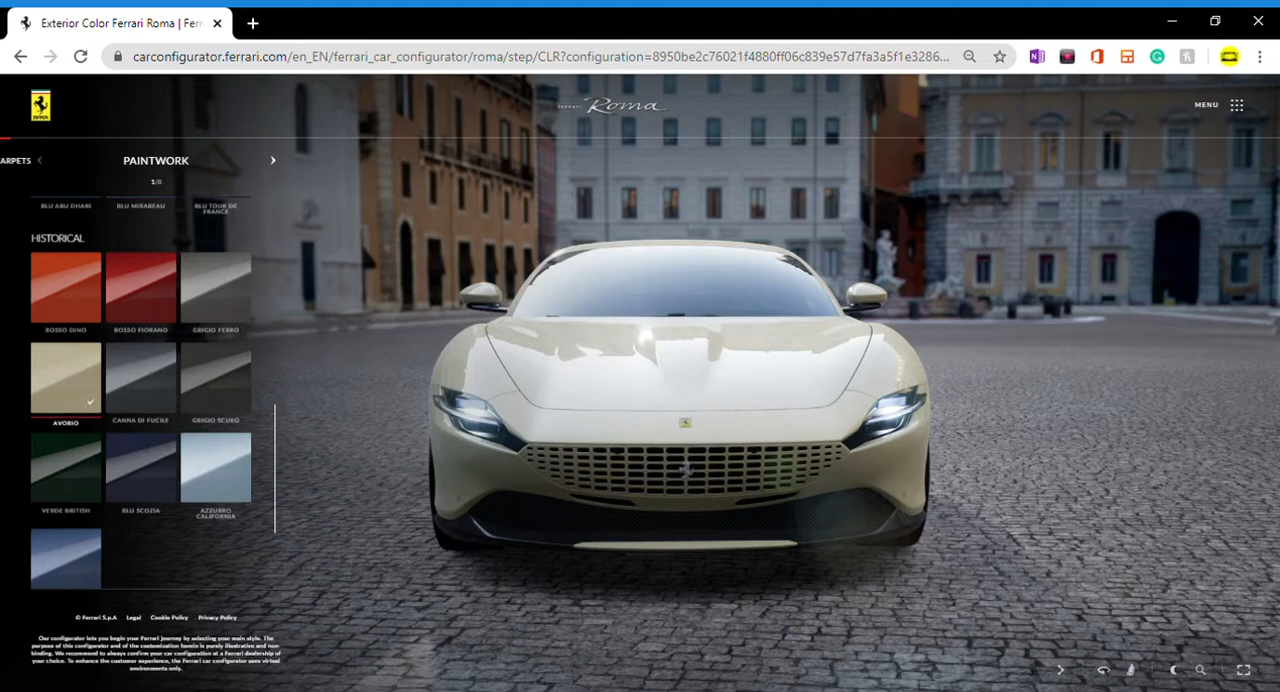 Exterior Color Ferrari Roma | Ferr
carconfigurator.ferrari.com/en_EN/ferrari_car_configurator/roma/step/CLR?configuration=8950be2c76021f4880ff06c839e57d7fa3a5f1e3286...
Ferrari Roma
MENU
ARPETS
PAINTWORK
1/8
BLU ABU DHABI
BLU MIRABEAU
BLU TOUR DE
FRANCE
HISTORICAL
ROSSO DINO
ROSSO FIORANO
GRIGIO FERRO
AVORIO
CANNA DI FUCILE
GRIGIO SCURO
VERDE BRITISH
BLU SCOZIA
AZZURRO
CALIFORNIA
© Ferrari S.p.A Legal Cookie Policy Privacy Policy
Our configurator lets you begin your Ferrari journey by selecting your main style. The
purpose of this configurator and of the customization herein is purely illustrative and non-
binding. We recommend to always confirm your car configuration at a Ferrari dealership of
your choice. To enhance the customer experience, the Ferrari car configurator uses virtual
environments only.